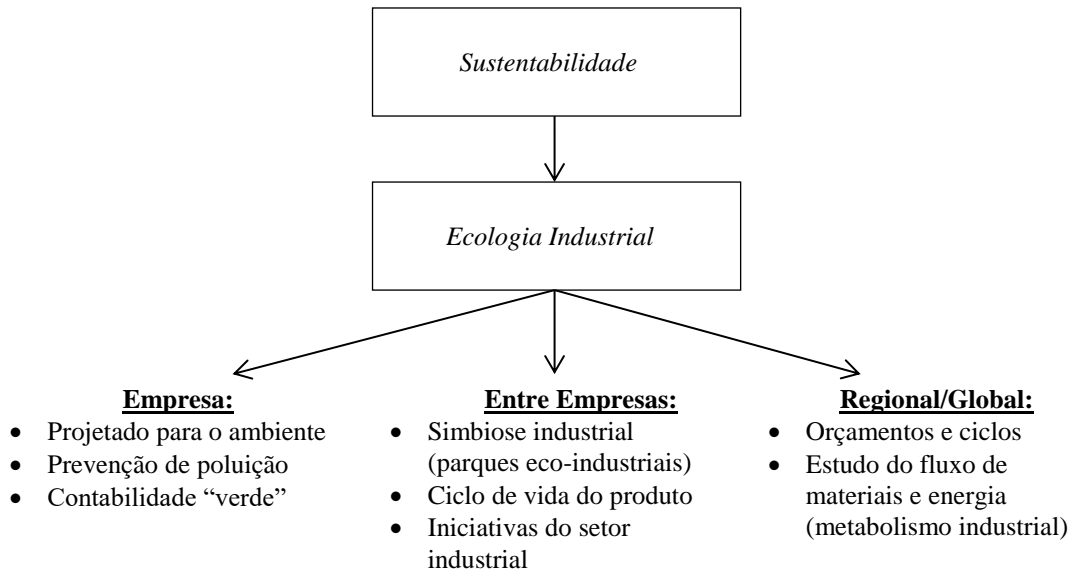 Sustentabilidade
Ecologia Industrial
Empresa:
• Projetado para o ambiente
• Prevenção de poluição
• Contabilidade “verde”
Entre Empresas:
• Simbiose industrial
(parques eco-industriais)
• Ciclo de vida do produto
• Iniciativas do setor
industrial
Regional/Global:
• Orçamentos e ciclos
• Estudo do fluxo de
materiais e energia
(metabolismo industrial)